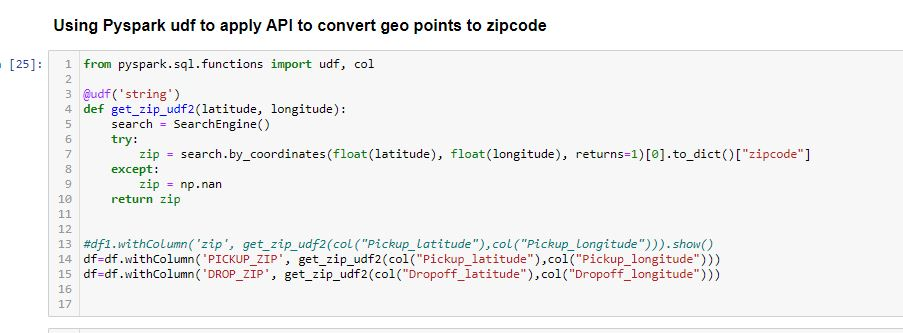 Using Pyspark udf to apply API to convert geo points to zipcode
[25]:
1 from pyspark.sql.functions import udf, col
2
3 @udf('string')
4 def get_zip_udf2(latitude, longitude):
5     search = SearchEngine()
6     try:
7         zip = search.by_coordinates(float(latitude), float(longitude), returns=1)[0].to_dict()["zipcode"]
8     except:
9         zip = np.nan
10     return zip
11
12
13 #df1.withColumn('zip', get_zip_udf2(col("Pickup_latitude"),col("Pickup_longitude"))).show()
14 df=df.withColumn('PICKUP_ZIP', get_zip_udf2(col("Pickup_latitude"),col("Pickup_longitude")))
15 df=df.withColumn('DROP_ZIP', get_zip_udf2(col("Dropoff_latitude"),col("Dropoff_longitude")))
16
17